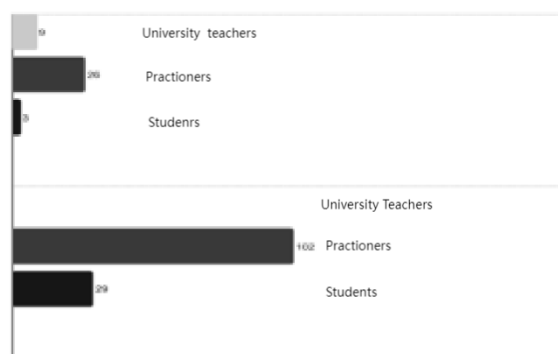 9 University teachers
26 Practioners
3 Studenrs
University Teachers
102 Practioners
29 Students